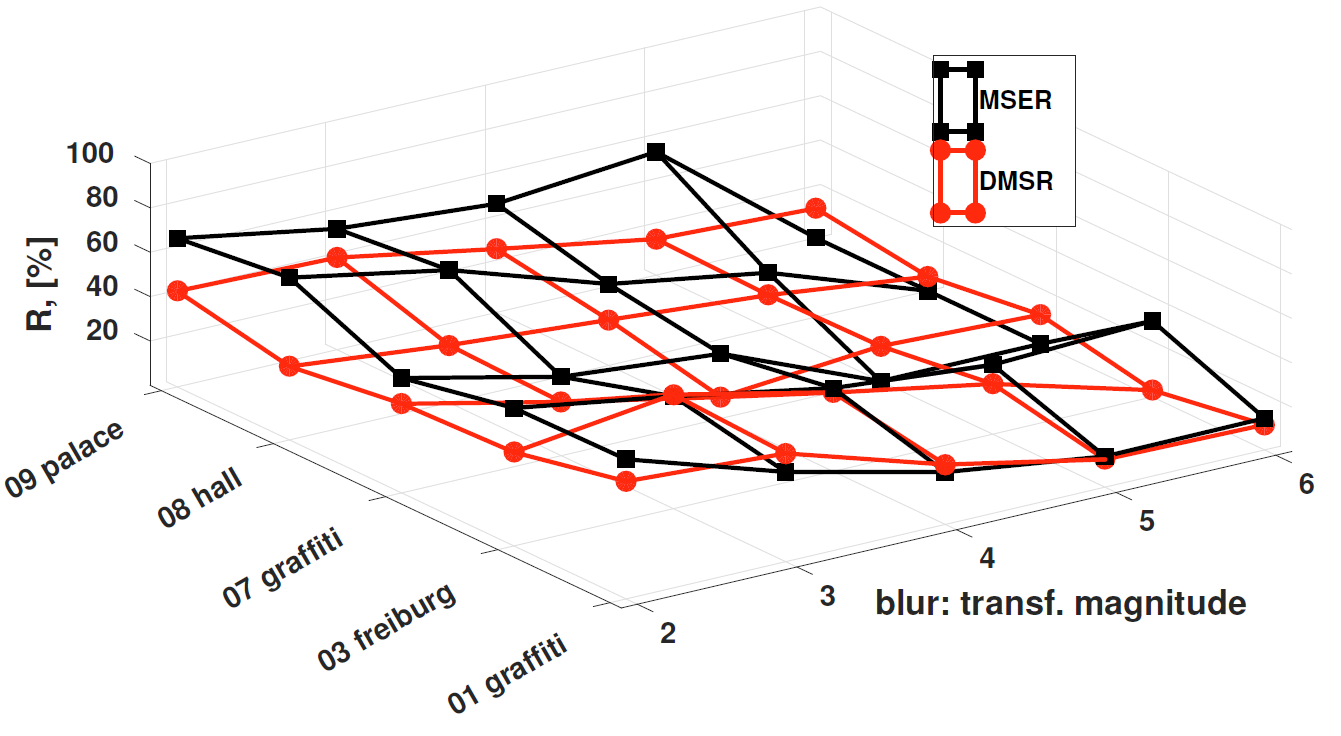 MSER
DMSR
100
80
60
40
20
R, [%]
09 palace
08 hall
07 graffiti
03 freiburg
01 graffiti
2
3
4
5
6
blur: transf. magnitude